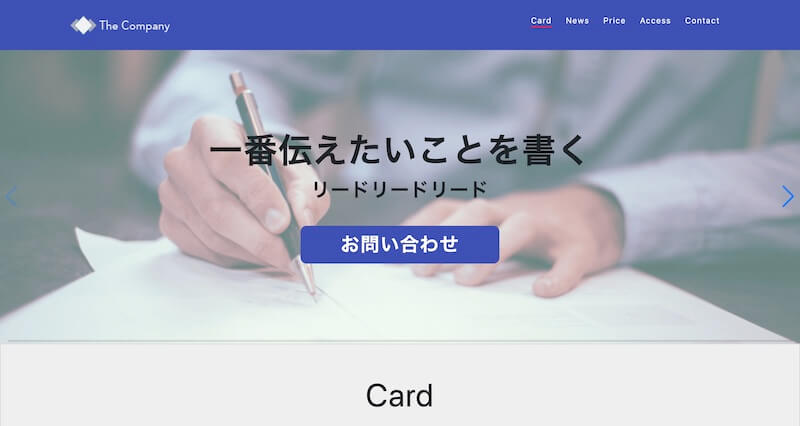 The Company
Card News Price Access Contact
一番伝えたいことを書く
リードリードリード
お問い合わせ
Card